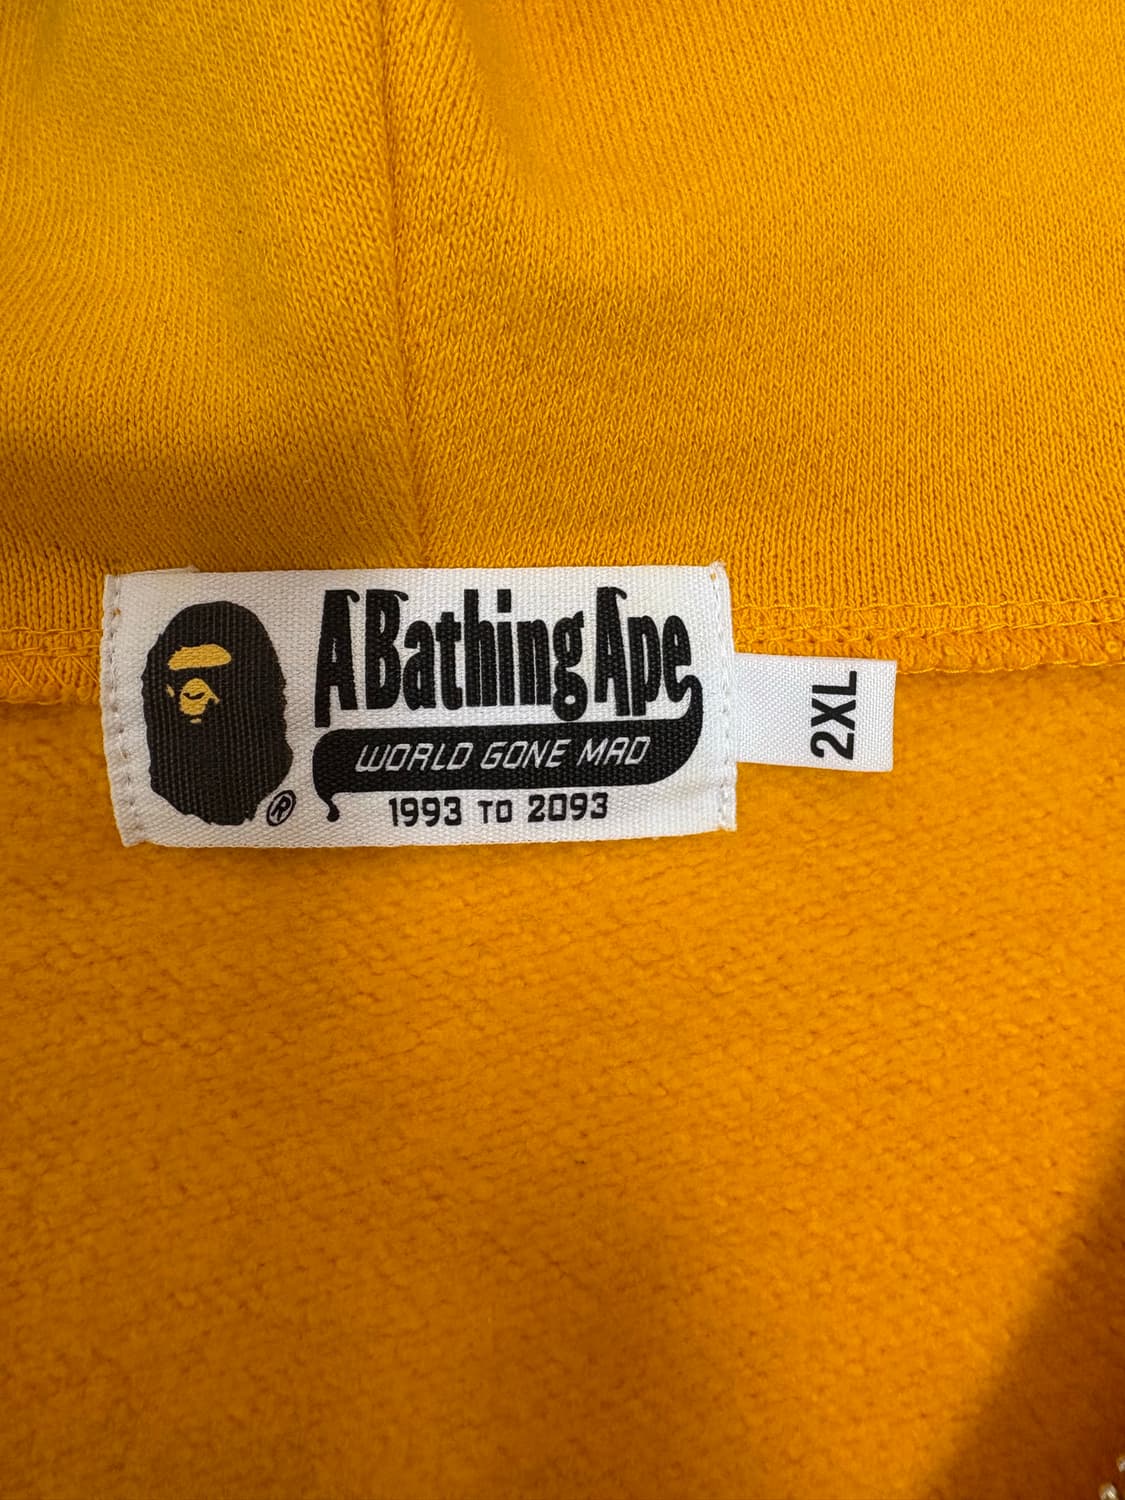 A Bathing Ape
WORLD GONE MAD
1993 TO 2093
®
2XL